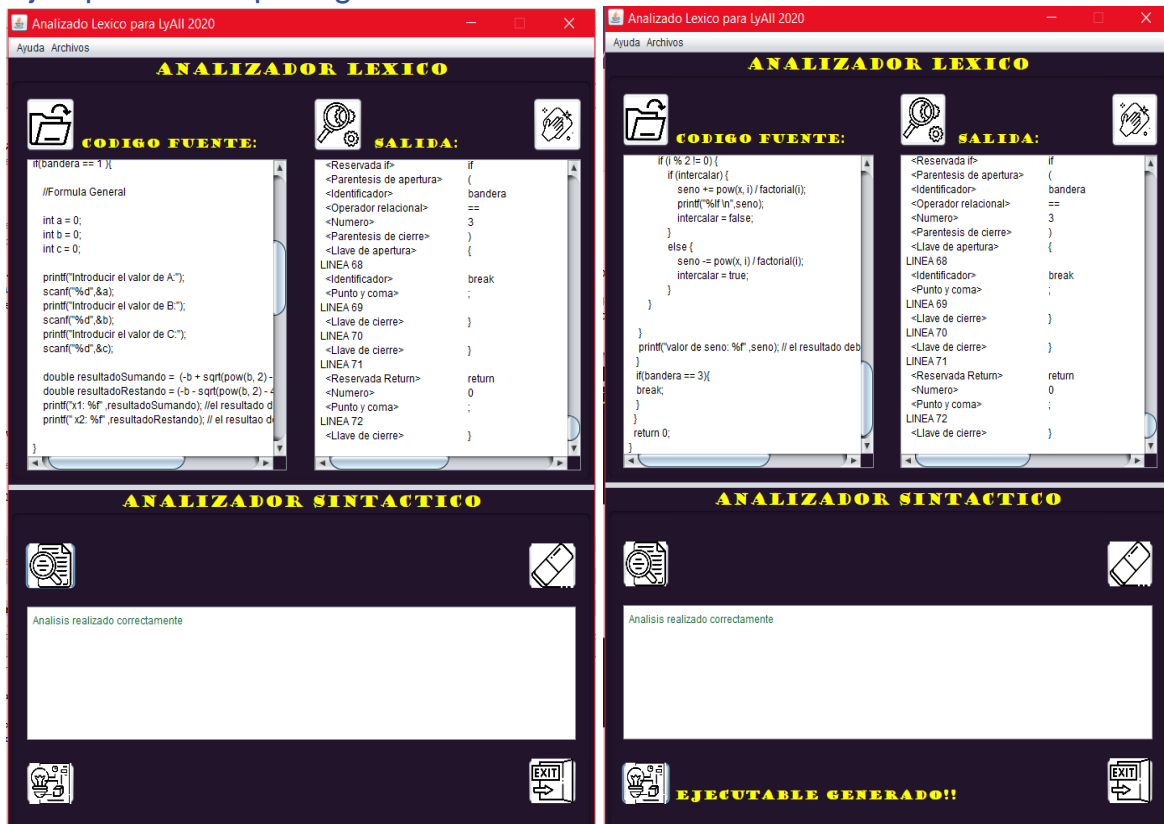 Analizado Lexico para LyAII 2020
Ayuda Archivos
ANALIZADOR LEXICO
CODIGO FUENTE:
SALIDA:
if(bandera == 1 ){
//Formula General
int a = 0;
int b = 0;
int c = 0;
printf("Introducir el valor de A:");
scanf("%d",&a);
printf("Introducir el valor de B:");
scanf("%d",&b);
printf("Introducir el valor de C:");
scanf("%d",&c);
double resultadoSumando = (-b + sqrt(pow(b, 2) -
double resultadoRestando = (-b - sqrt(pow(b, 2) - 4
printf("x1: %f" ,resultadoSumando); //el resultado d
printf(" x2: %f" ,resultadoRestando); // el resultao de
}
<Reservada if> if
<Parentesis de apertura> (
<Identificador> bandera
<Operador relacional> ==
<Numero> 3
<Parentesis de cierre> )
<Llave de apertura> {
LINEA 68
<Identificador> break
<Punto y coma> ;
LINEA 69
<Llave de cierre> }
LINEA 70
<Llave de cierre> }
LINEA 71
<Reservada Return> return
<Numero> 0
<Punto y coma> ;
LINEA 72
<Llave de cierre> }
ANALIZADOR SINTACTICO
Analisis realizado correctamente
EXIT
Analizado Lexico para LyAII 2020
Ayuda Archivos
ANALIZADOR LEXICO
CODIGO FUENTE:
SALIDA:
if (i % 2 != 0) {
if (intercalar) {
seno += pow(x, i) / factorial(i);
printf("%lf \n",seno);
intercalar = false;
}
else {
seno -= pow(x, i) / factorial(i);
intercalar = true;
}
}
}
printf("valor de seno: %f" ,seno); // el resultado deb
}
if(bandera == 3){
break;
}
}
return 0;
}
<Reservada if> if
<Parentesis de apertura> (
<Identificador> bandera
<Operador relacional> ==
<Numero> 3
<Parentesis de cierre> )
<Llave de apertura> {
LINEA 68
<Identificador> break
<Punto y coma> ;
LINEA 69
<Llave de cierre> }
LINEA 70
<Llave de cierre> }
LINEA 71
<Reservada Return> return
<Numero> 0
<Punto y coma> ;
LINEA 72
<Llave de cierre> }
ANALIZADOR SINTACTICO
Analisis realizado correctamente
EJECUTABLE GENERADO!!
EXIT